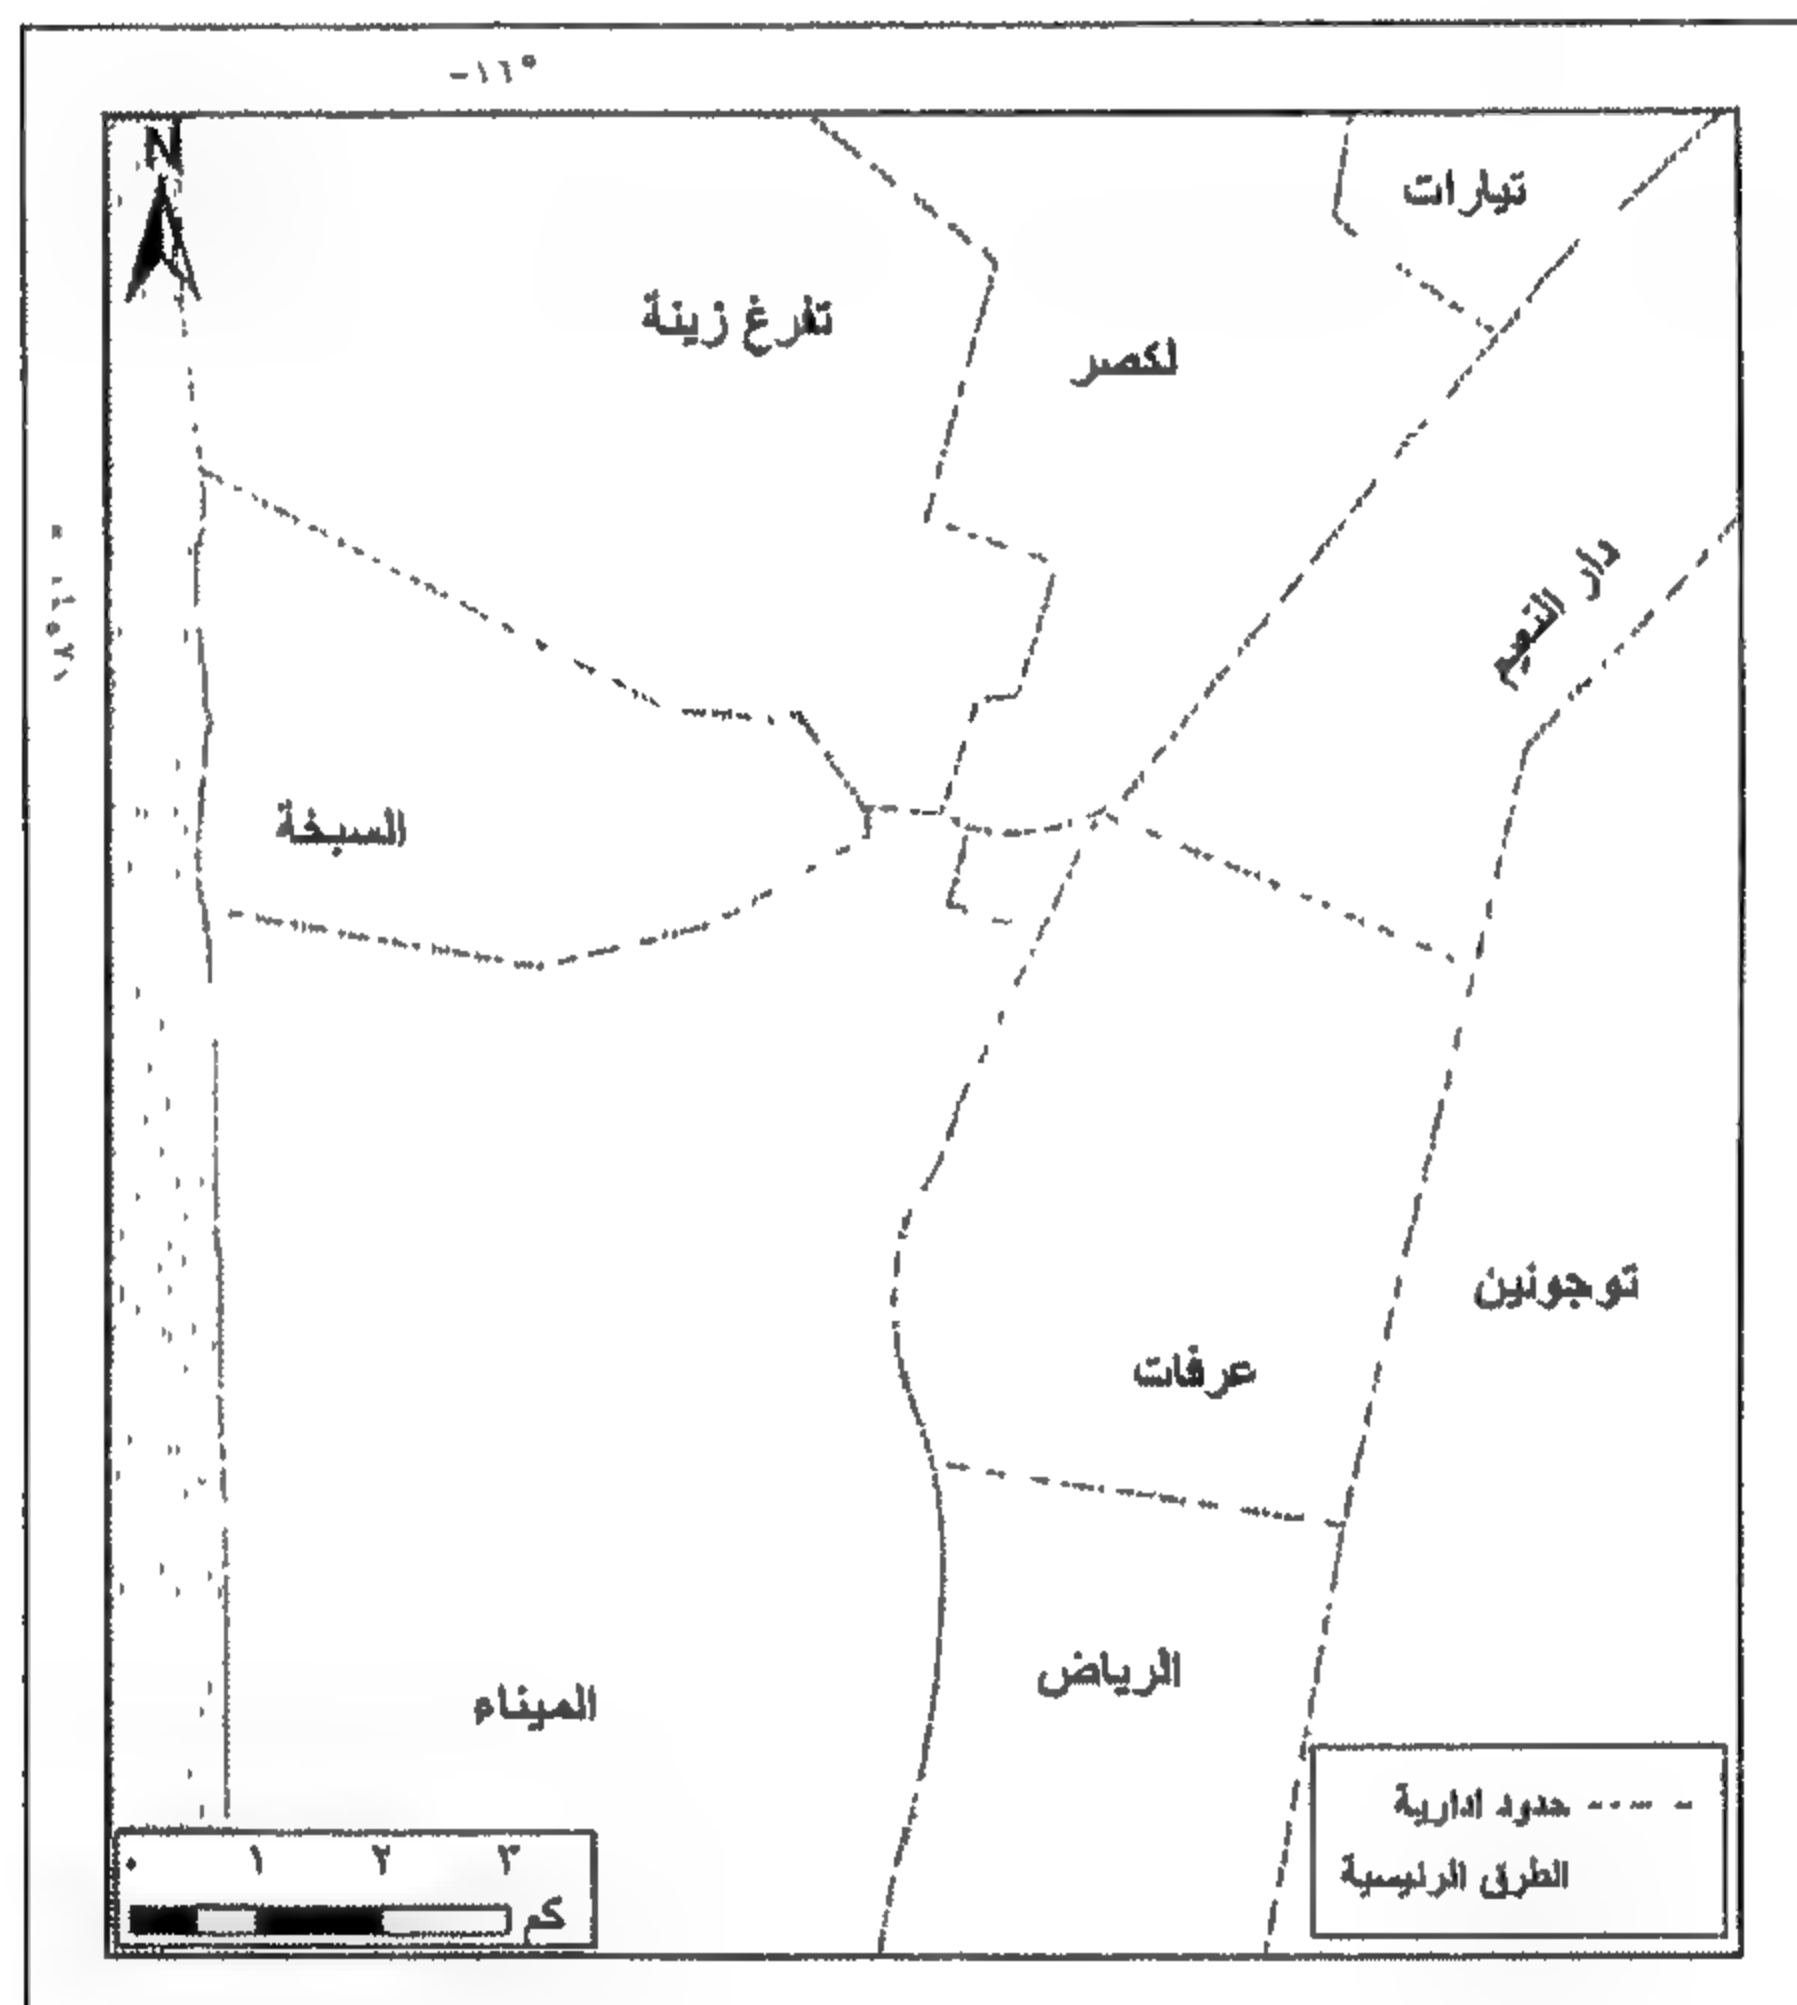 -١٦°
N
تيارات
تفرغ زينة
لكصر
دار النعيم
السبخة
توجونين
عرفات
الرياض
الميناء
حدود ادارية
الطرق الرئيسية
٠ ١ ٢ ٣
كم